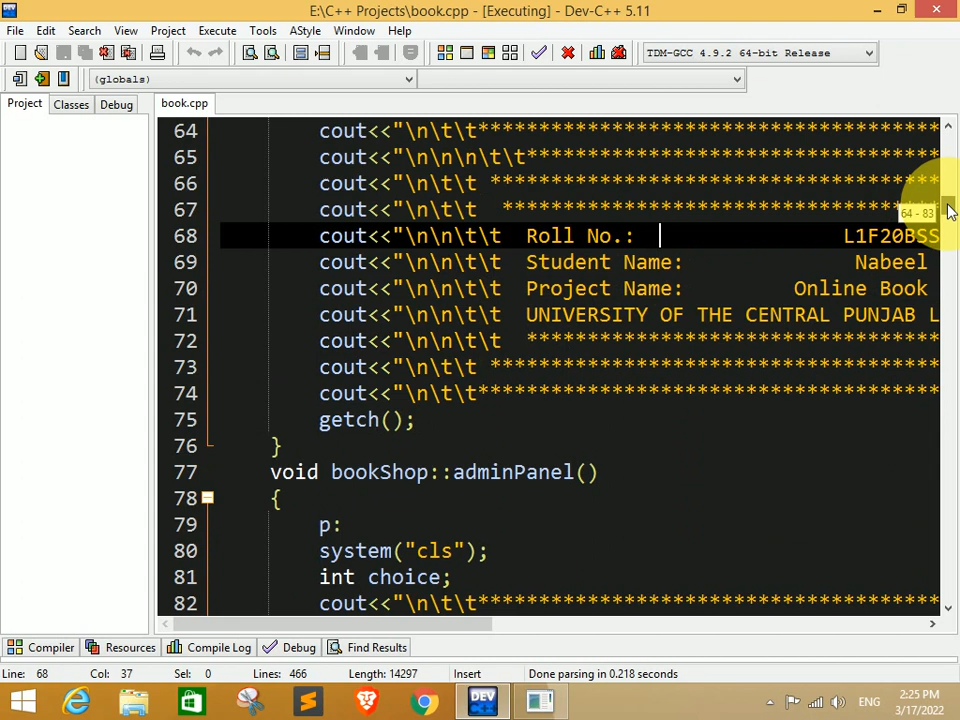 E:\C++ Projects\book.cpp - [Executing] - Dev-C++ 5.11
File Edit Search View Project Execute Tools AStyle Window Help
TDM-GCC 4.9.2 64-bit Release
(globals)
Project Classes Debug book.cpp
64 cout<<"\n\t\t**************************************
65 cout<<"\n\n\n\t\t**********************************
66 cout<<"\n\t\t *************************************
67 cout<<"\n\t\t  ************************************
64 - 83
68 cout<<"\n\n\t\t  Roll No.:                 L1F20BSS
69 cout<<"\n\n\t\t  Student Name:              Nabeel
70 cout<<"\n\n\t\t  Project Name:         Online Book
71 cout<<"\n\n\t\t  UNIVERSITY OF THE CENTRAL PUNJAB L
72 cout<<"\n\n\t\t  **********************************
73 cout<<"\n\t\t *************************************
74 cout<<"\n\t\t**************************************
75 getch();
76 }
77 void bookShop::adminPanel()
78 {
79 p:
80 system("cls");
81 int choice;
82 cout<<"\n\t\t**************************************
Compiler Resources Compile Log Debug Find Results
Line: 68 Col: 37 Sel: 0 Lines: 466 Length: 14297 Insert Done parsing in 0.218 seconds
DEV
ENG
2:25 PM
3/17/2022